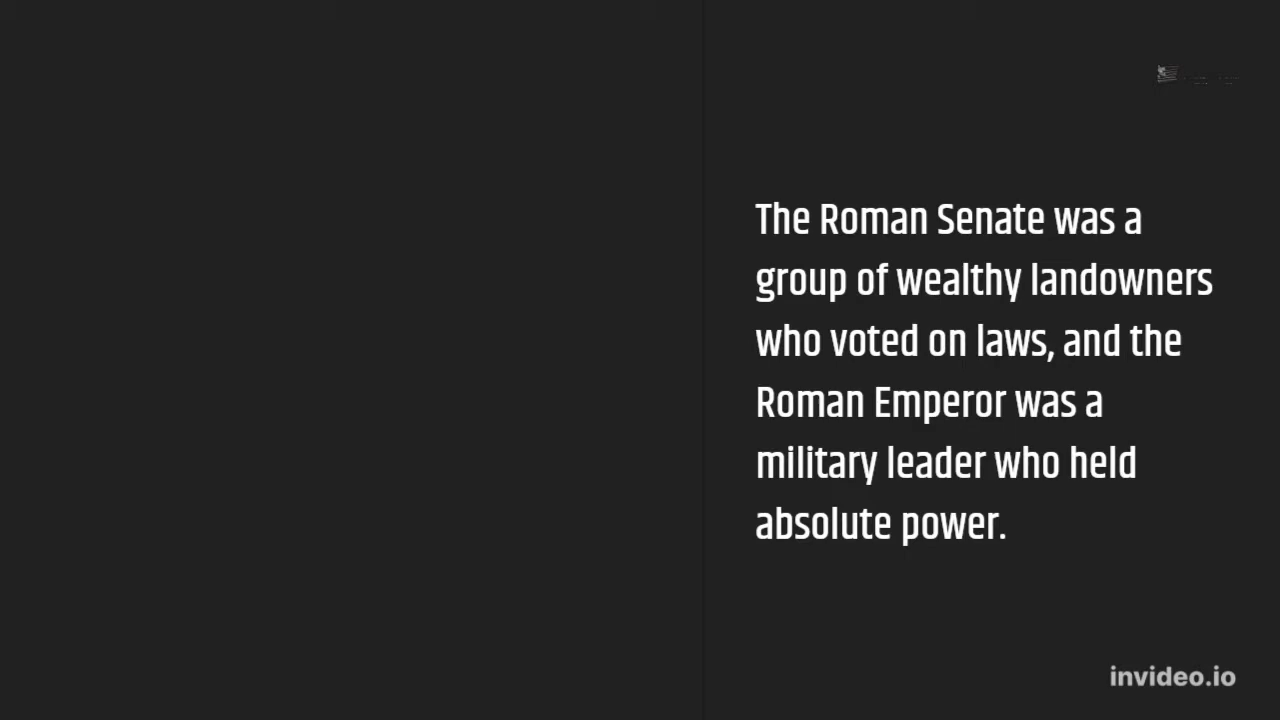 The Roman Senate was a
group of wealthy landowners
who voted on laws, and the
Roman Emperor was a
military leader who held
absolute power.
invideo.io